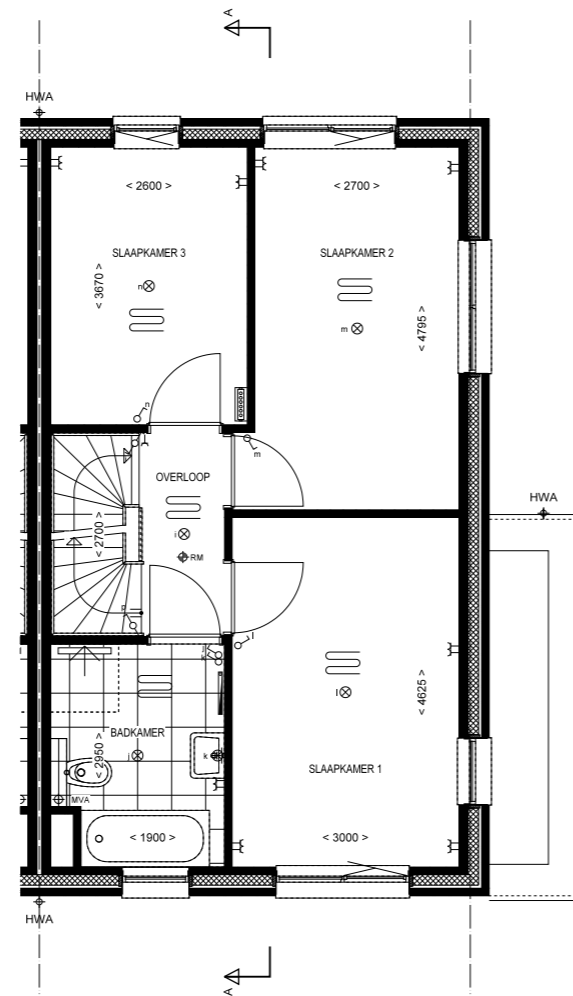 A
HWA
< 2600 >
< 2700 >
SLAAPKAMER 3
SLAAPKAMER 2
n
< 3670 >
m
< 4795 >
n
m
OVERLOOP
HWA
< 2700 >
i
RM
p
l
j
k
l
< 4625 >
BADKAMER
j
k
< 2950 >
SLAAPKAMER 1
MVA
< 1900 >
< 3000 >
HWA
A